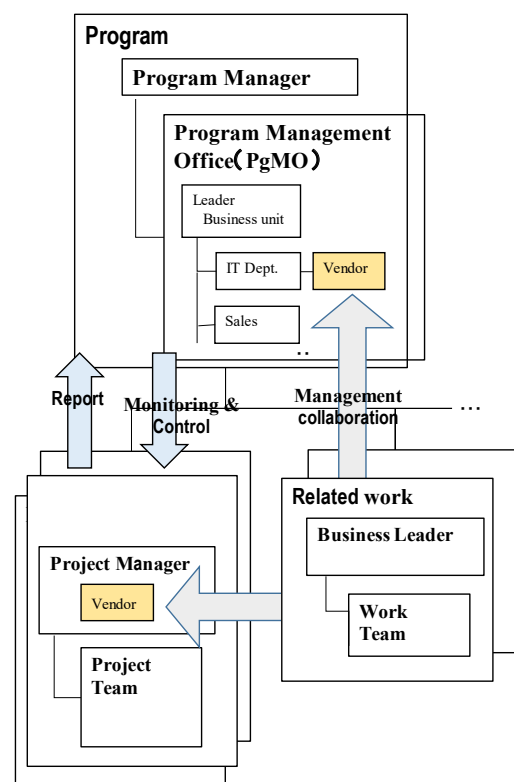 Program
Program Manager
Program Management
Office(PgMO)
Leader
Business unit
IT Dept.
Vendor
Sales
‥
Report
Monitoring &
Control
Management
collaboration
…
Related work
Business Leader
Work
Team
Project Manager
Vendor
Project
Team